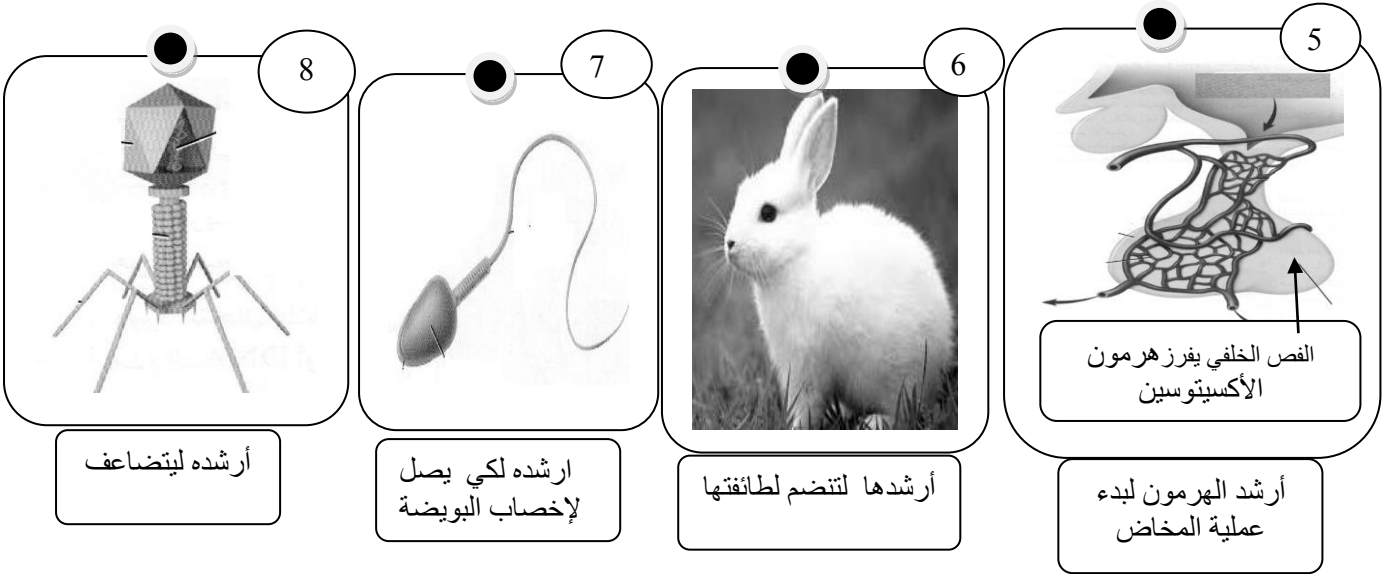 5
الفص الخلفي يفرز هرمون
الأكسيتوسين
أرشد الهرمون لبدء
عملية المخاض
6
أرشدها لتنضم لطائفتها
7
ارشده لكي يصل
لإخصاب البويضة
8
أرشده ليتضاعف